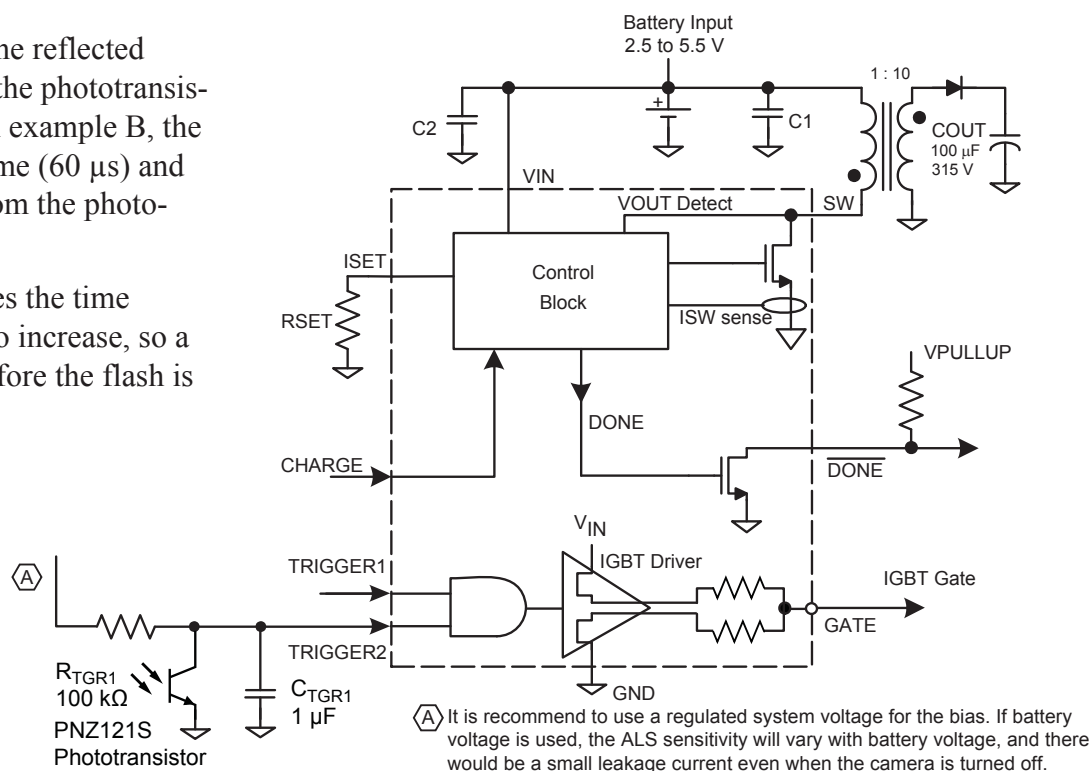 ne reflected
the phototransis-
example B, the
me (60 µs) and
om the photo-
es the time
o increase, so a
fore the flash is
Battery Input
2.5 to 5.5 V
1 : 10
+
C2
C1
COUT
100 µF
315 V
VIN
VOUT Detect
SW
ISET
Control
Block
RSET
ISW sense
VPULLUP
DONE
CHARGE
DONE
VIN
IGBT Driver
A
TRIGGER1
IGBT Gate
GATE
TRIGGER2
RTGR1
100 kΩ
CTGR1
1 µF
GND
PNZ121S
Phototransistor
A It is recommend to use a regulated system voltage for the bias. If battery
voltage is used, the ALS sensitivity will vary with battery voltage, and there
would be a small leakage current even when the camera is turned off.